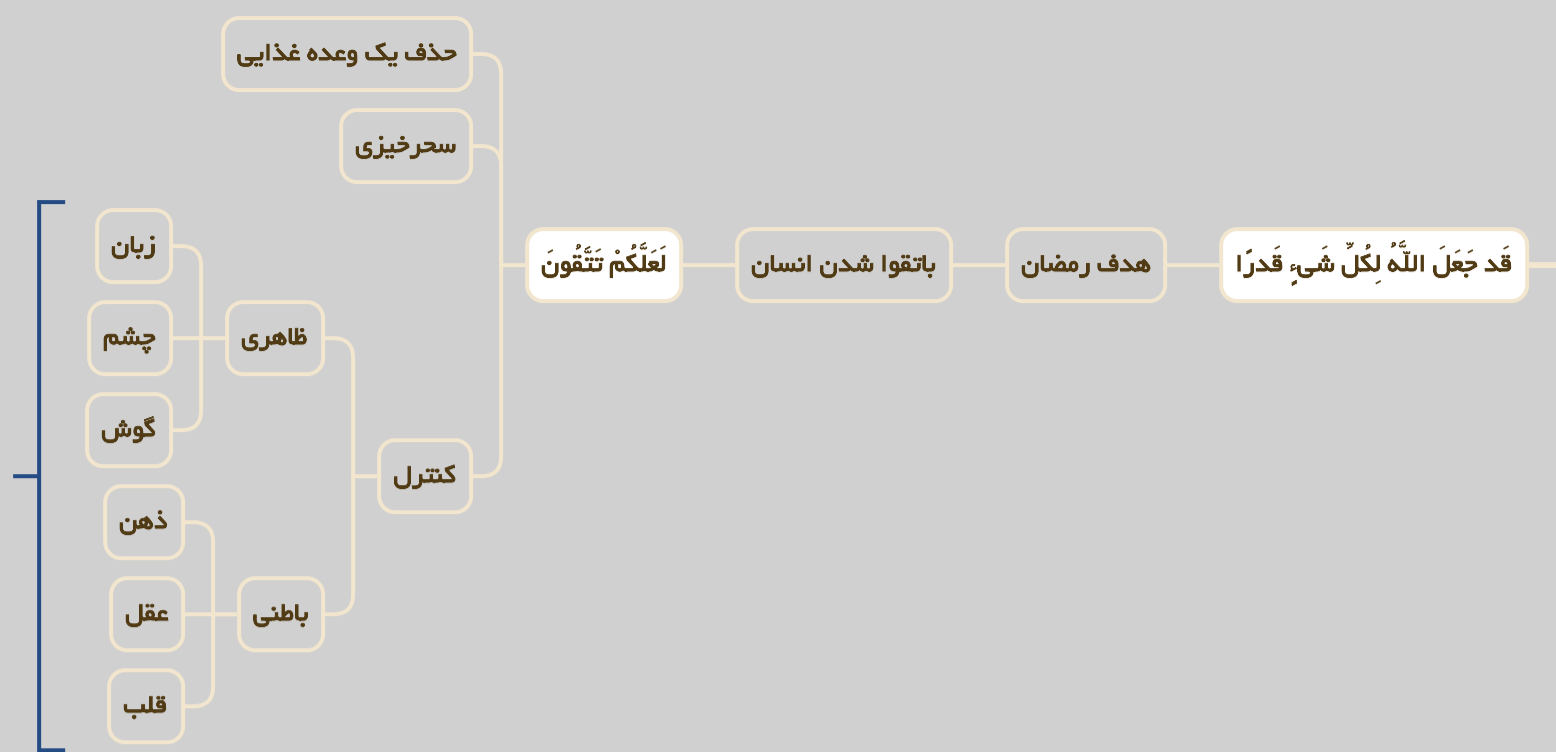 قَد جَعَلَ اللَّهُ لِكُلِّ شَیءٍ قَدرًا
هدف رمضان
باتقوا شدن انسان
لَعَلَّكُمْ تَتَّقُونَ
حذف یک وعده غذایی
سحرخیزی
کنترل
ظاهری
زبان
چشم
گوش
باطنی
ذهن
عقل
قلب